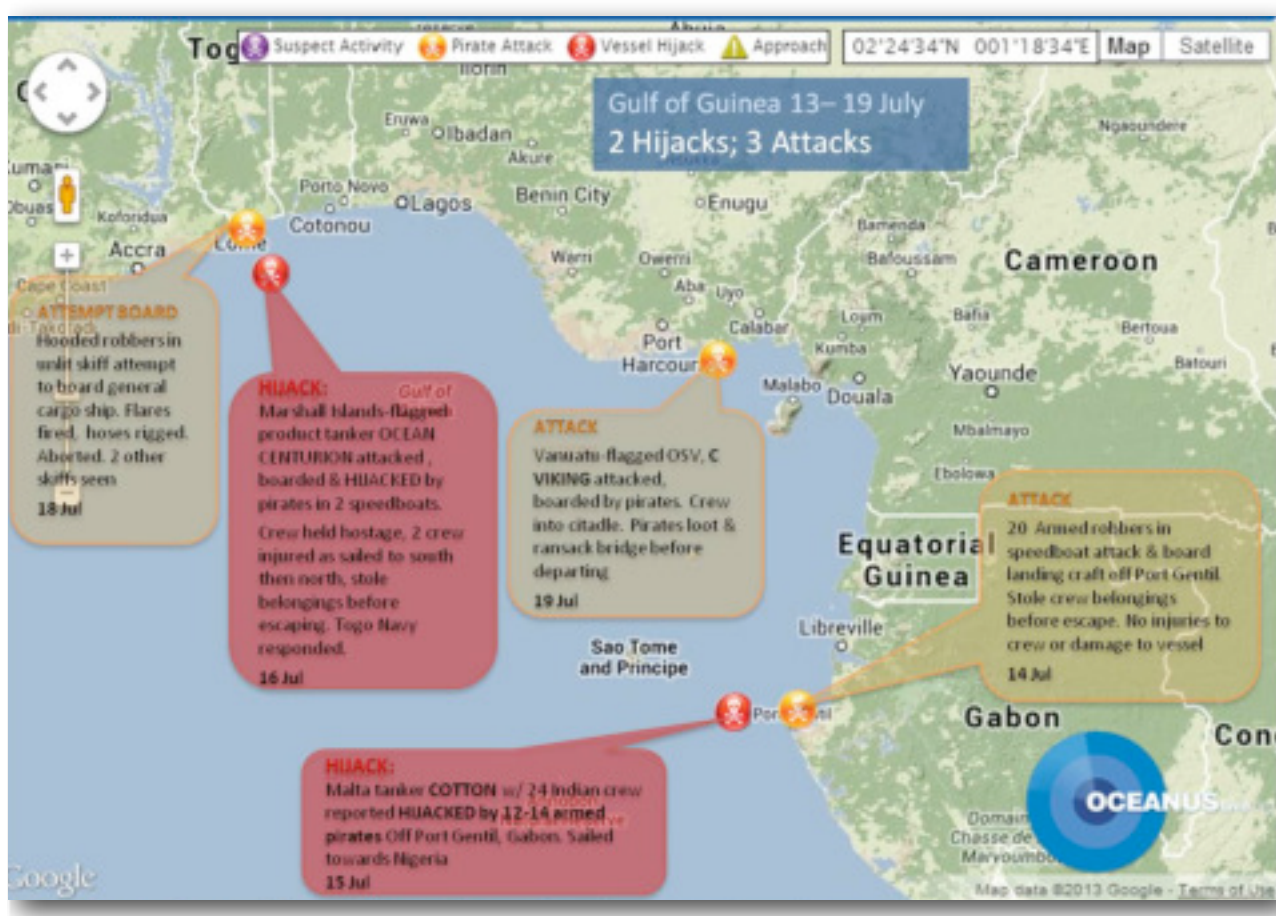 Suspect Activity
Pirate Attack
Vessel Hijack
Approach
02°24'34"N 001°18'34"E
Map
Satellite
Gulf of Guinea 13– 19 July
2 Hijacks; 3 Attacks
Tog
Abuja
Ilorin
Eruwa
Ibadan
Akure
Ngaoundere
Kumasi
Obuas
Koforidua
Porto Novo
Lagos
Cotonou
Benin City
Enugu
Accra
Lome
Cape Coast
Warri
Owerri
Aba
Uyo
Calabar
Port
Harcour
Bamenda
Bafoussam
Cameroon
Loum
Bafia
Kumba
Bertoua
Batouri
Malabo
Douala
Yaounde
Mbalmayo
Ebolowa
Equatorial
Guinea
Libreville
Sao Tome
and Principe
Gabon
Con
ATTEMPT BOARD
Hooded robbers in
unlit skiff attempt
to board general
cargo ship. Flares
fired, hoses rigged.
Aborted. 2 other
skiffs seen
18 Jul
HIJACK:
Gulf of
Marshall Islands-flagged
product tanker OCEAN
CENTURION attacked ,
boarded & HIJACKED by
pirates in 2 speedboats.
Crew held hostage, 2 crew
injured as sailed to south
then north, stole
belongings before
escaping. Togo Navy
responded.
16 Jul
ATTACK
Vanuatu-flagged OSV, C
VIKING attacked,
boarded by pirates. Crew
into citadle. Pirates loot &
ransack bridge before
departing
19 Jul
ATTACK
20 Armed robbers in
speedboat attack & board
landing craft off Port Gentil
Stole crew belongings
before escape. No injuries to
crew or damage to vessel
14 Jul
HIJACK:
Malta tanker COTTON w/ 24 Indian crew
reported HIJACKED by 12-14 armed
pirates Off Port Gentil, Gabon. Sailed
towards Nigeria
15 Jul
OCEANUS
Chasse de
Google
Map data ©2013 Google - Terms of Use